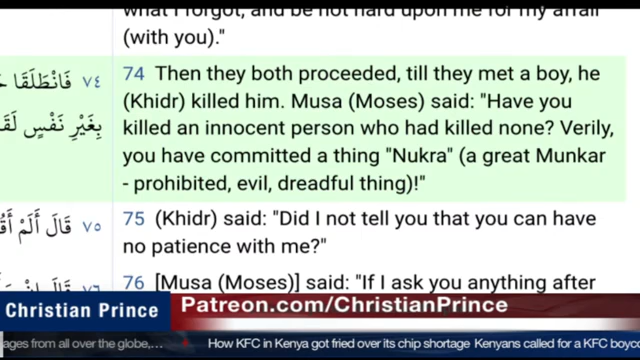 what I forgot, and be not hard upon me for my affair
(with you)."
74 Then they both proceeded, till they met a boy, he
(Khidr) killed him. Musa (Moses) said: "Have you
killed an innocent person who had killed none? Verily,
you have committed a thing "Nukra" (a great Munkar
- prohibited, evil, dreadful thing)!"
٧٤ فَانْطَلَقَا
بِغَيْرِ نَفْسٍ
75 (Khidr) said: "Did I not tell you that you can have
no patience with me?"
٧٥ قَالَ أَلَمْ
76 [Musa (Moses)] said: "If I ask you anything after
٧٦
Christian Prince
Patreon.com/ChristianPrince
ages from all over the globe,... How KFC in Kenya got fried over its chip shortage Kenyans called for a KFC boyco